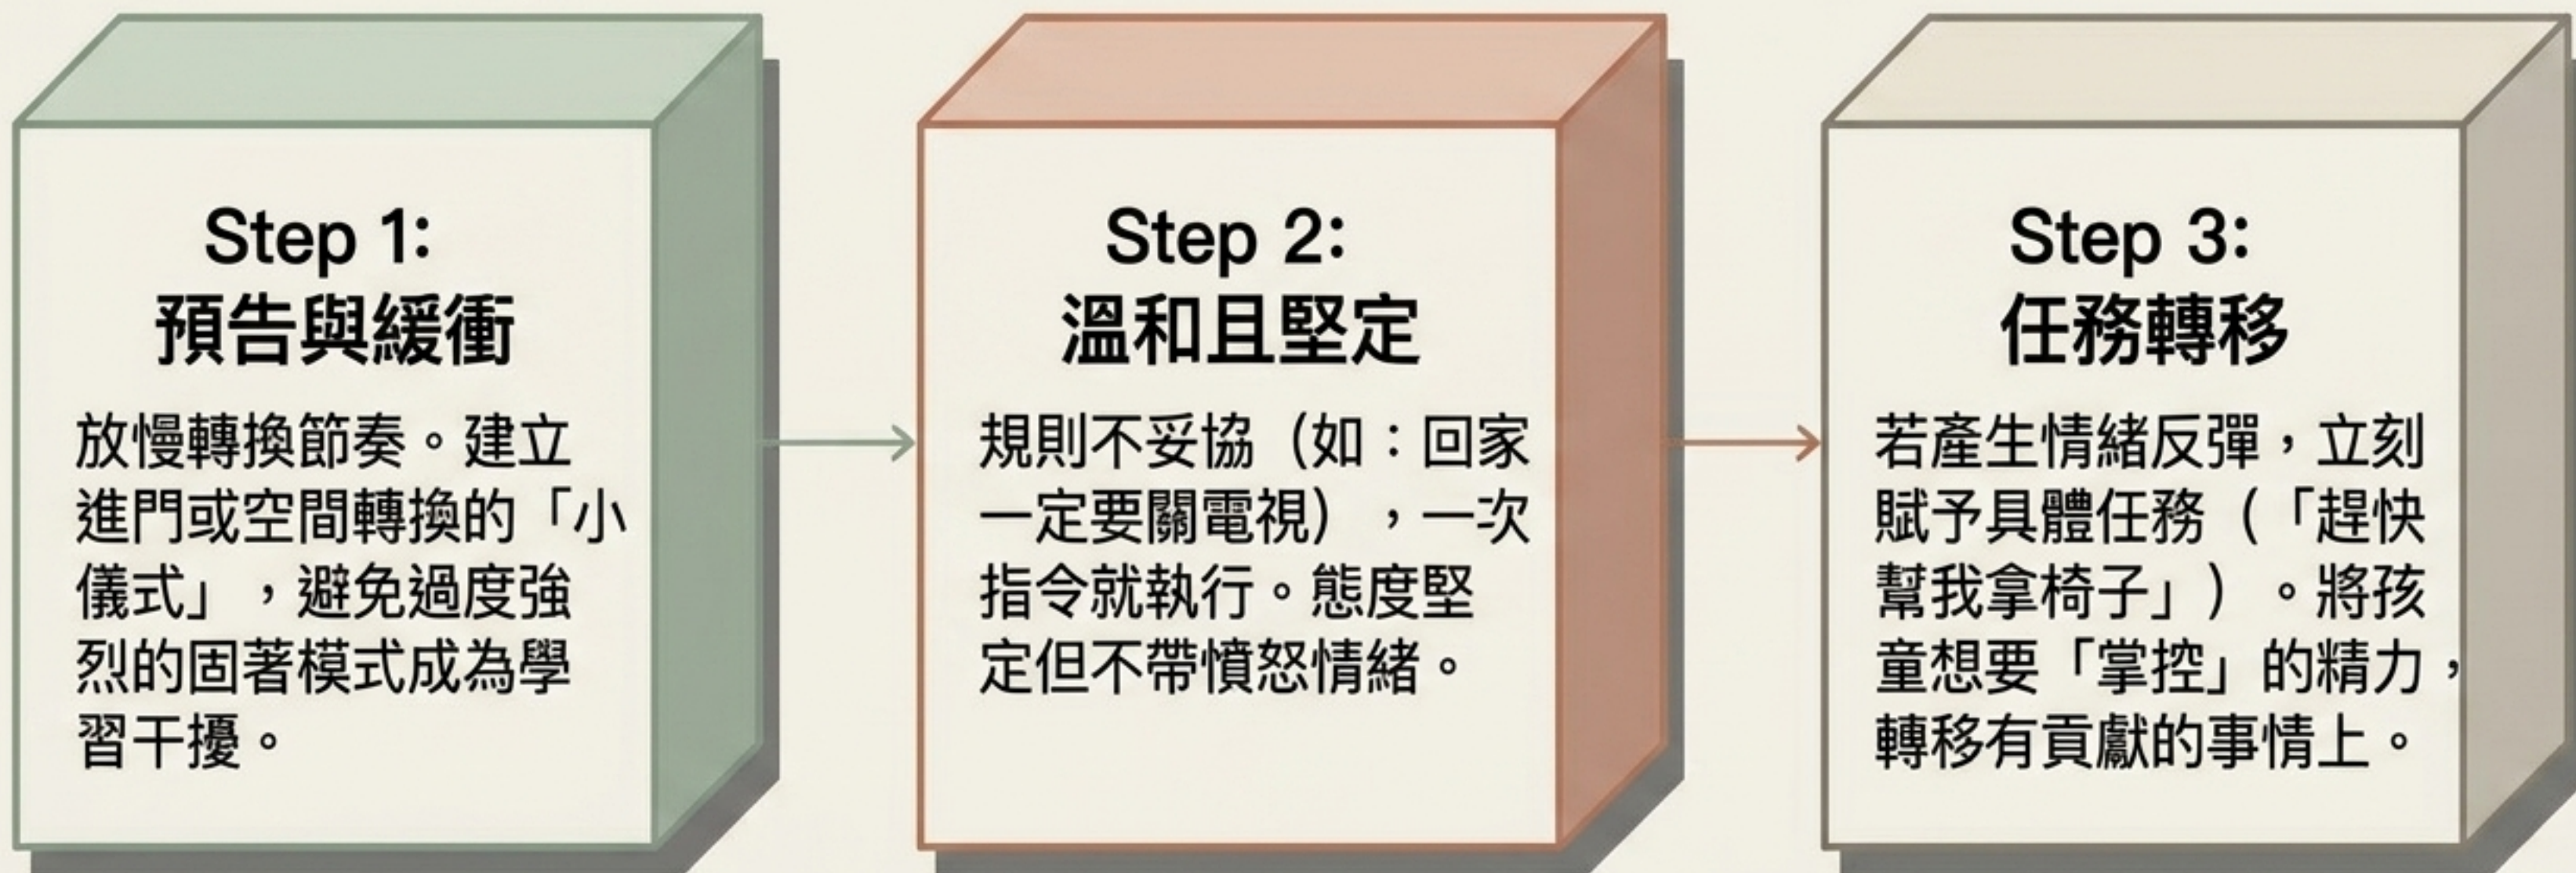 Step 1:
預告與緩衝
放慢轉換節奏。建立
進門或空間轉換的「小
儀式」，避免過度強
烈的固著模式成為學
習干擾。
Step 2:
溫和且堅定
規則不妥協（如：回家
一定要關電視），一次
指令就執行。態度堅
定但不帶憤怒情緒。
Step 3:
任務轉移
若產生情緒反彈，立刻
賦予具體任務（「趕快
幫我拿椅子」）。將孩
童想要「掌控」的精力，
轉移有貢獻的事情上。